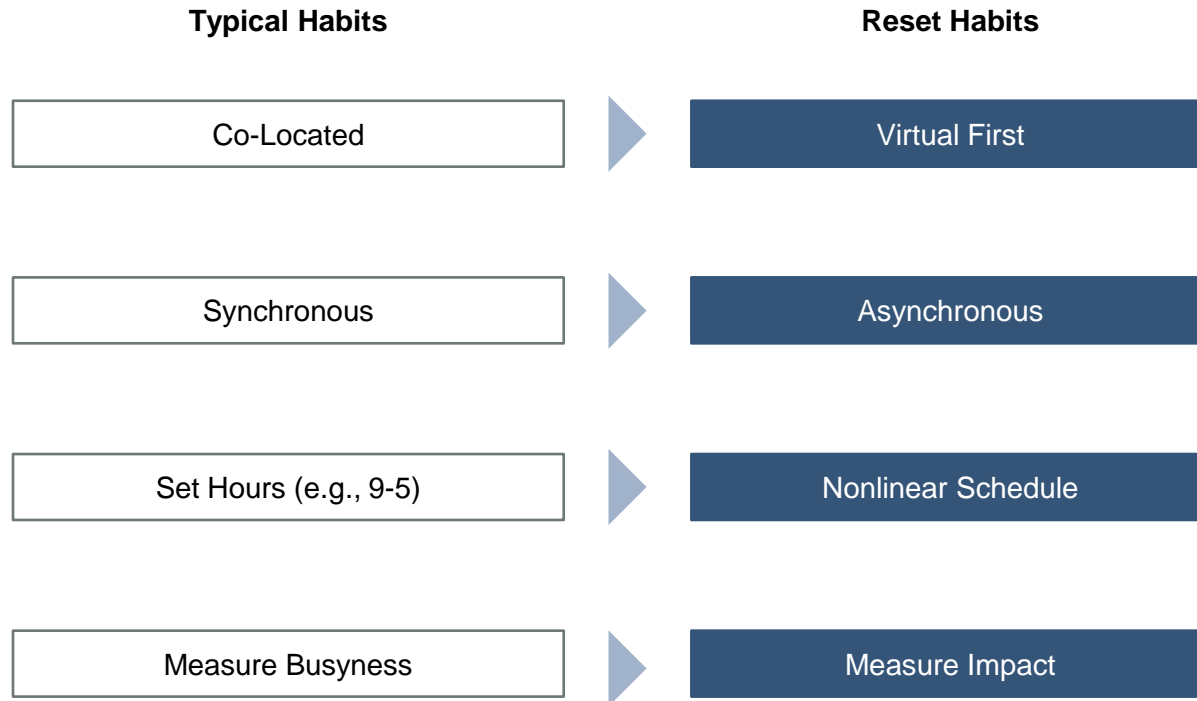 Typical Habits
Reset Habits
Co-Located
Virtual First
Synchronous
Asynchronous
Set Hours (e.g., 9-5)
Nonlinear Schedule
Measure Busyness
Measure Impact